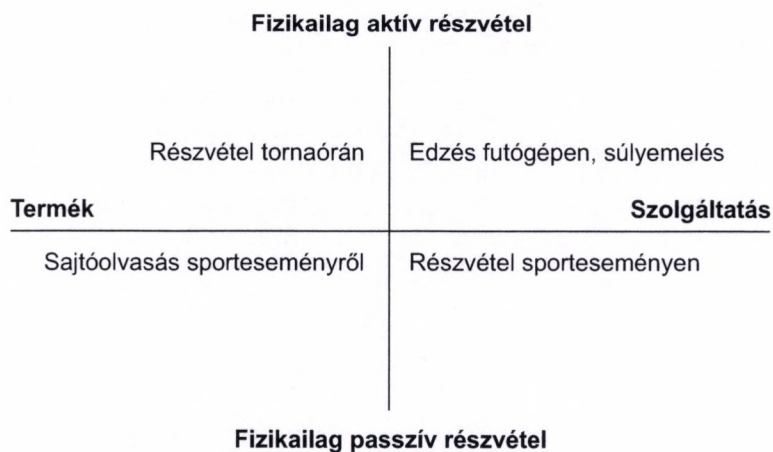 Fizikailag aktív részvétel
Részvétel tornaórán
Edzés futógépen, súlyemelés
Termék
Szolgáltatás
Sajtóolvasás sporteseményről
Részvétel sporteseményen
Fizikailag passzív részvétel